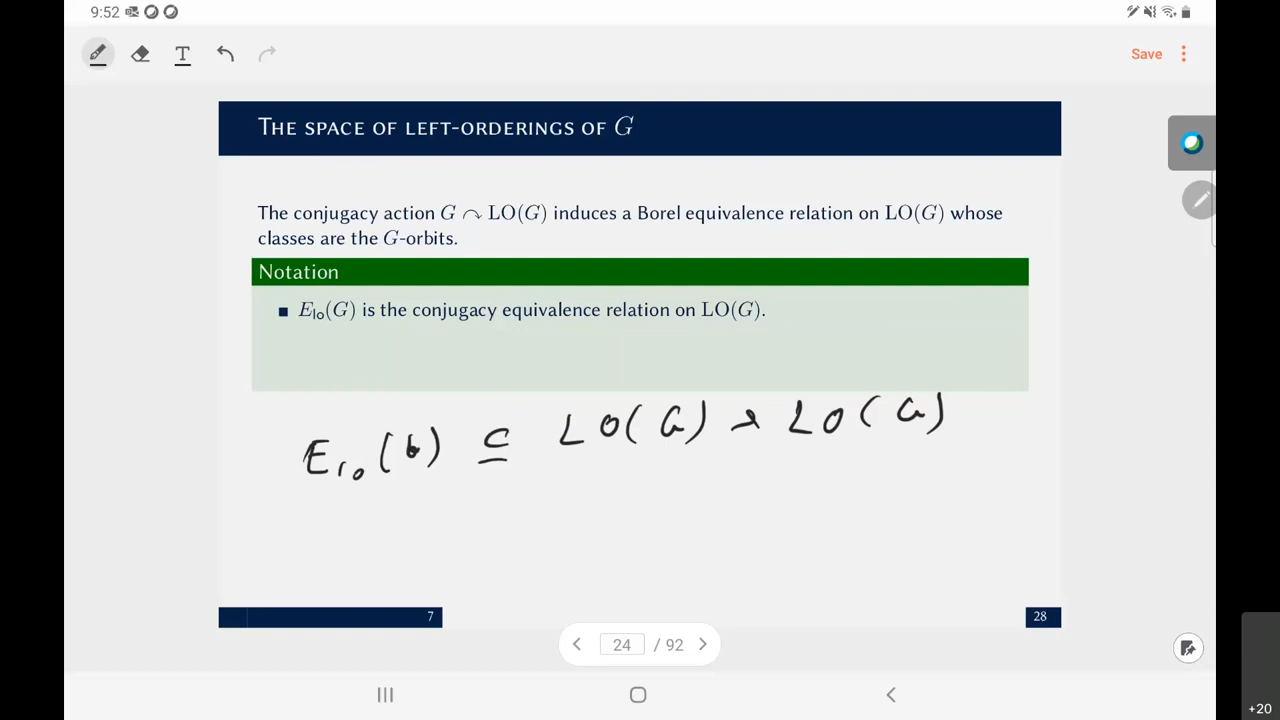 9:52
T
Save
The space of left-orderings of G
The conjugacy action G ↷ LO(G) induces a Borel equivalence relation on LO(G) whose
classes are the G-orbits.
Notation
■ E_lo(G) is the conjugacy equivalence relation on LO(G).
E_lo(G) ⊆ LO(G) × LO(G)
7
28
24 / 92
+20